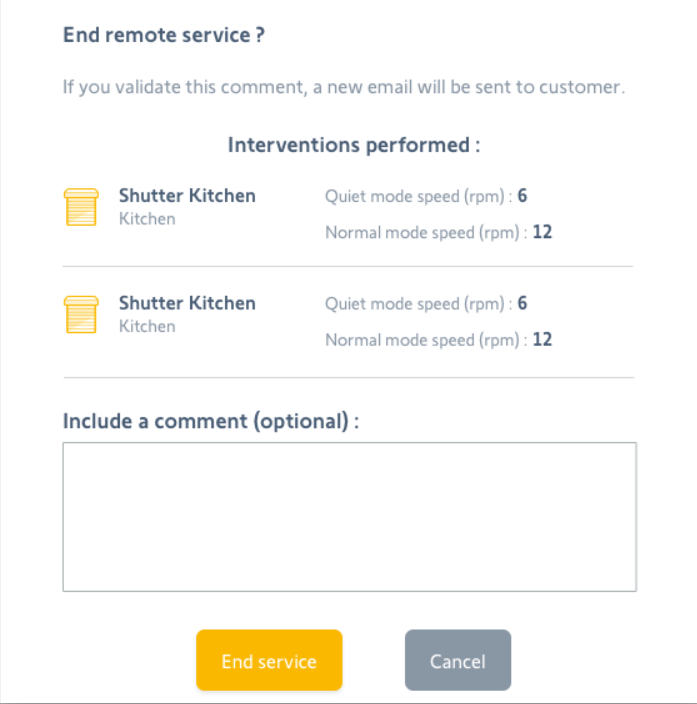 End remote service ?
If you validate this comment, a new email will be sent to customer.
Interventions performed :
Shutter Kitchen
Kitchen
Quiet mode speed (rpm) : 6
Normal mode speed (rpm) : 12
Shutter Kitchen
Kitchen
Quiet mode speed (rpm) : 6
Normal mode speed (rpm) : 12
Include a comment (optional) :
End service
Cancel